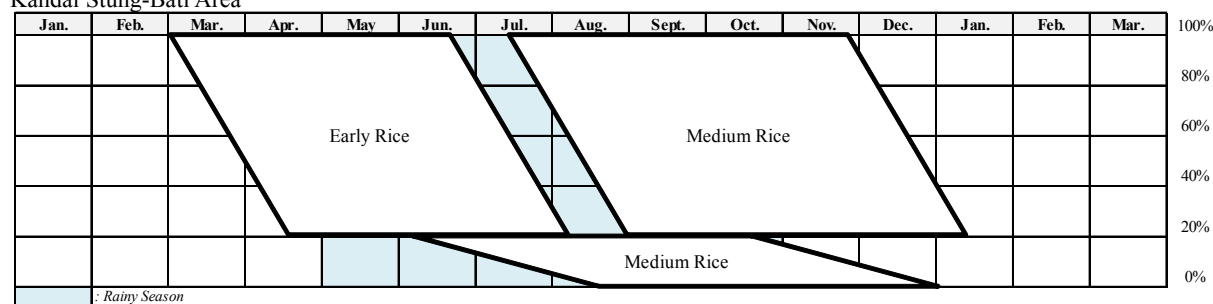 Kandal Stung-Bati Area
Jan. Feb. Mar. Apr. May Jun. Jul. Aug. Sept. Oct. Nov. Dec. Jan. Feb. Mar.
100%
80%
Early Rice Medium Rice 60%
40%
20%
Medium Rice
0%
: Rainy Season